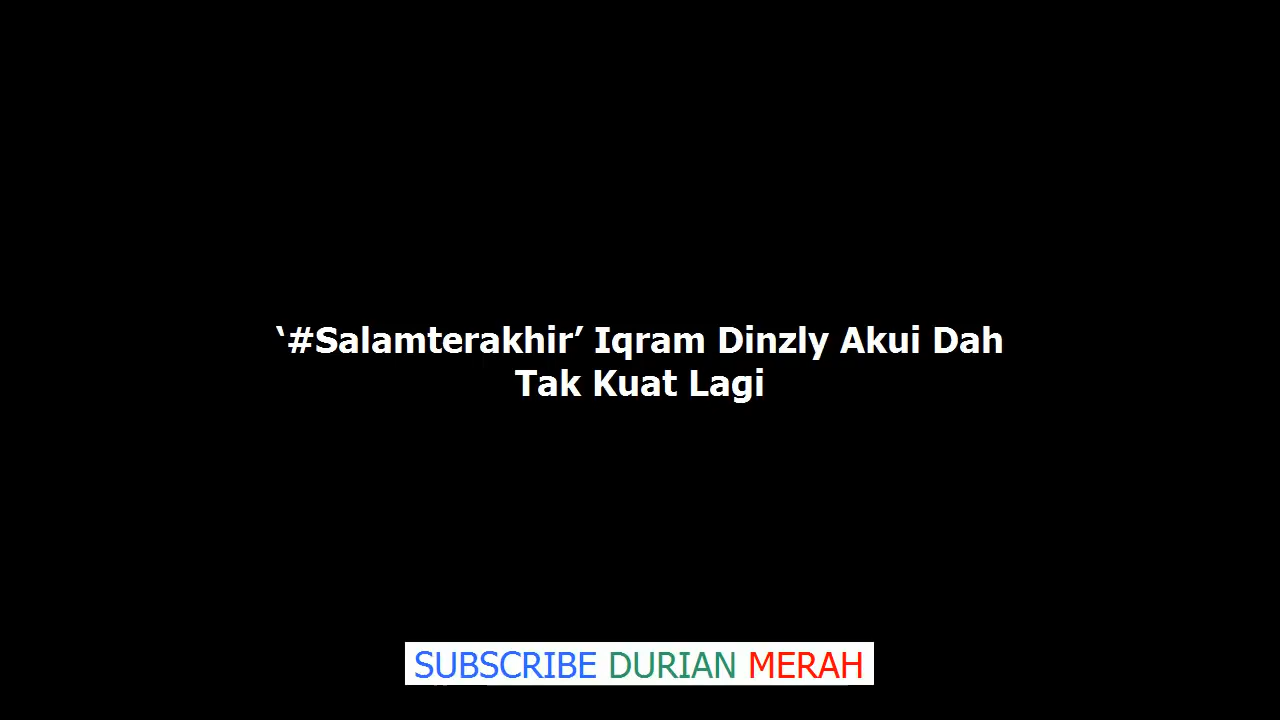 ‘#Salamterakhir’ Iqram Dinzly Akui Dah
Tak Kuat Lagi
SUBSCRIBE DURIAN MERAH